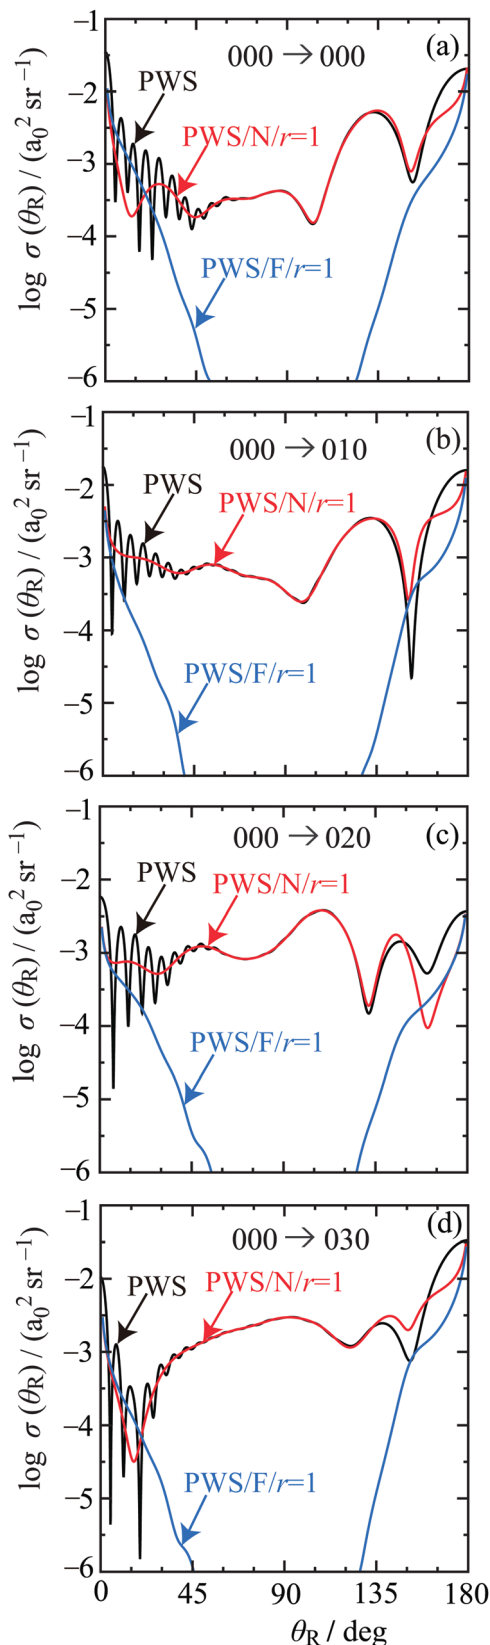 (a)
000 → 000
PWS
PWS/N/r=1
PWS/F/r=1
log σ (θR) / (a0² sr⁻¹)
−1
−2
−3
−4
−5
−6
(b)
000 → 010
PWS
PWS/N/r=1
PWS/F/r=1
log σ (θR) / (a0² sr⁻¹)
−1
−2
−3
−4
−5
−6
(c)
000 → 020
PWS
PWS/N/r=1
PWS/F/r=1
log σ (θR) / (a0² sr⁻¹)
−1
−2
−3
−4
−5
−6
(d)
000 → 030
PWS
PWS/N/r=1
PWS/F/r=1
log σ (θR) / (a0² sr⁻¹)
−1
−2
−3
−4
−5
−6
0 45 90 135 180
θR / deg